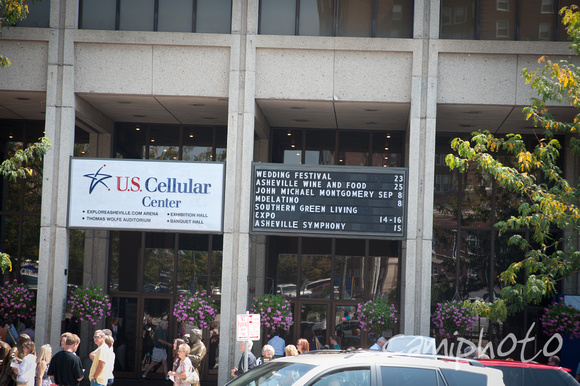 U.S. Cellular
Center
• EXPLOREASHEVILLE.COM ARENA • EXHIBITION HALL
• THOMAS WOLFE AUDITORIUM • BANQUET HALL
WEDDING FESTIVAL 23
ASHEVILLE WINE AND FOOD 25
JOHN MICHAEL MONTGOMERY SEP 8
MDELATINO 8
SOUTHERN GREEN LIVING
EXPO 14-16
ASHEVILLE SYMPHONY 15
amiphoto